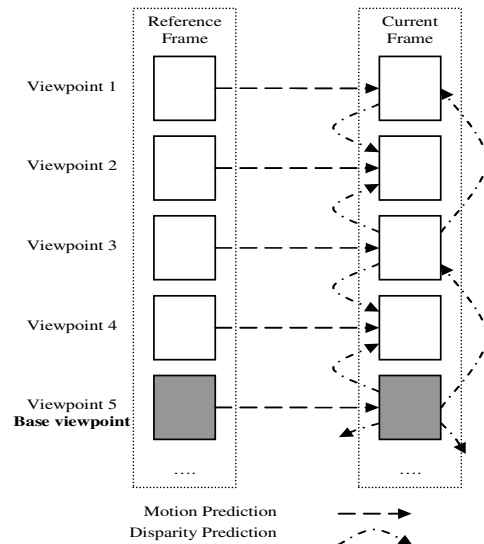 Reference
Frame
Current
Frame
Viewpoint 1
Viewpoint 2
Viewpoint 3
Viewpoint 4
Viewpoint 5
Base viewpoint
....
....
Motion Prediction
Disparity Prediction